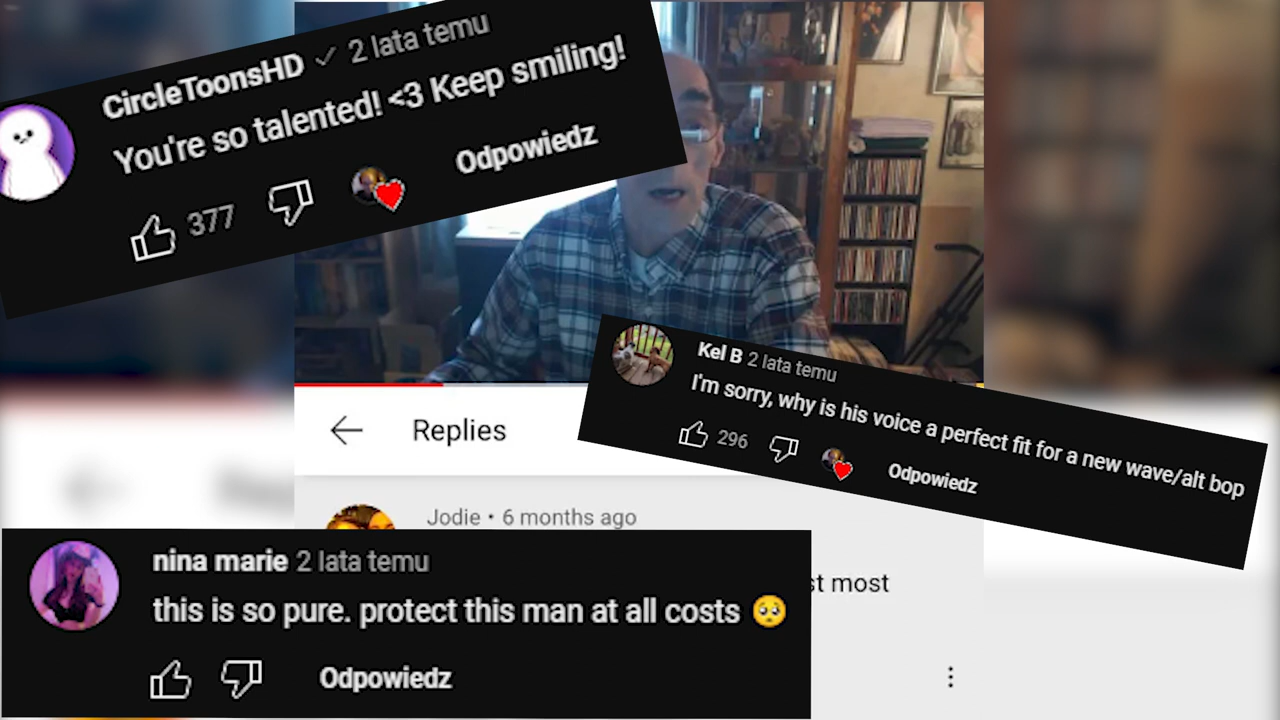 CircleToonsHD 2 lata temu
You're so talented! <3 Keep smiling!
377 Odpowiedz
Kel B 2 lata temu
I'm sorry, why is his voice a perfect fit for a new wave/alt bop
296 Odpowiedz
Replies
Jodie • 6 months ago
st most
nina marie 2 lata temu
this is so pure. protect this man at all costs 🥺
Odpowiedz